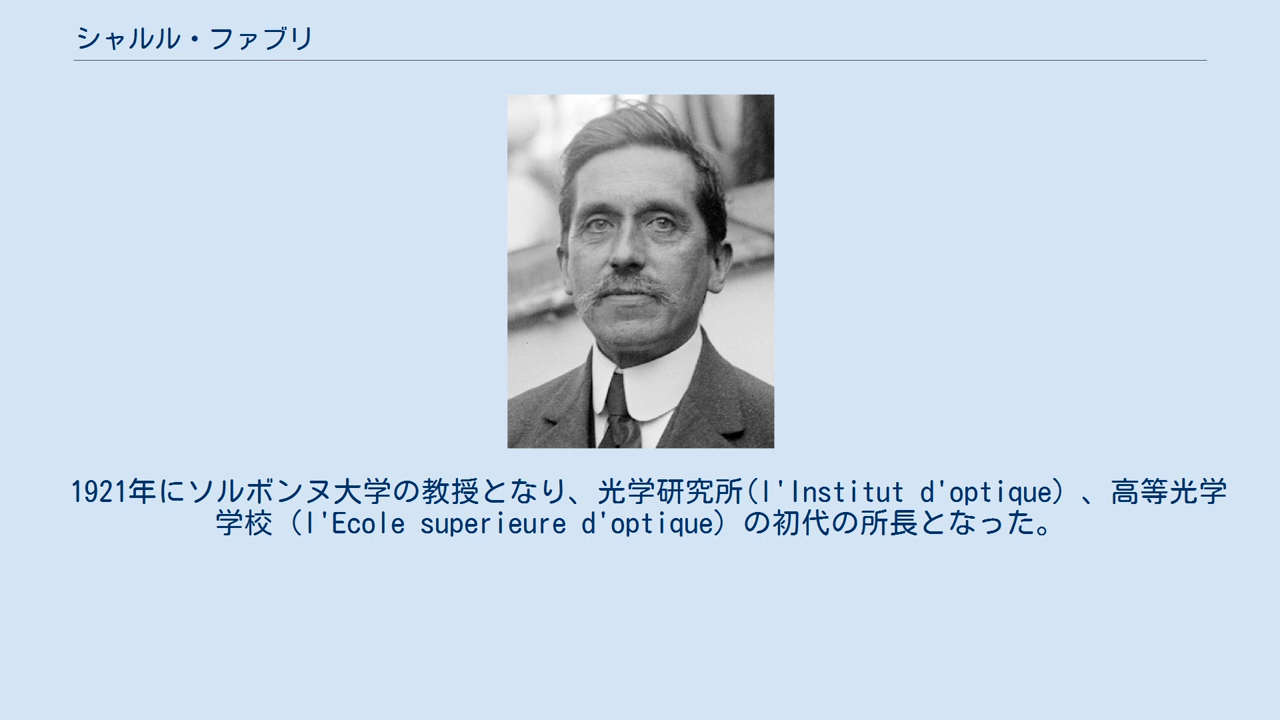 シャルル・ファブリ
1921年にソルボンヌ大学の教授となり、光学研究所(l'Institut d'optique) 、高等光学
学校 (l'Ecole superieure d'optique) の初代の所長となった。